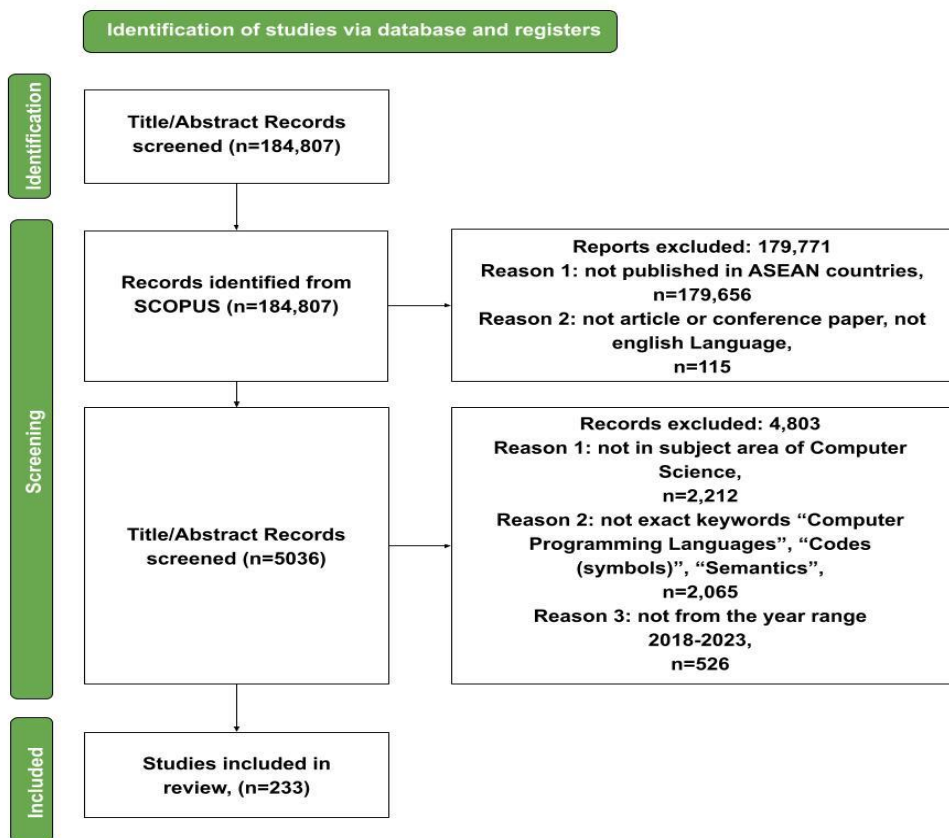 Identification of studies via database and registers
Identification
Title/Abstract Records
screened (n=184,807)
Screening
Records identified from
SCOPUS (n=184,807)
Reports excluded: 179,771
Reason 1: not published in ASEAN countries,
n=179,656
Reason 2: not article or conference paper, not
english Language,
n=115
Title/Abstract Records
screened (n=5036)
Records excluded: 4,803
Reason 1: not in subject area of Computer
Science,
n=2,212
Reason 2: not exact keywords “Computer
Programming Languages”, “Codes
(symbols)”, “Semantics”,
n=2,065
Reason 3: not from the year range
2018-2023,
n=526
Included
Studies included in
review, (n=233)